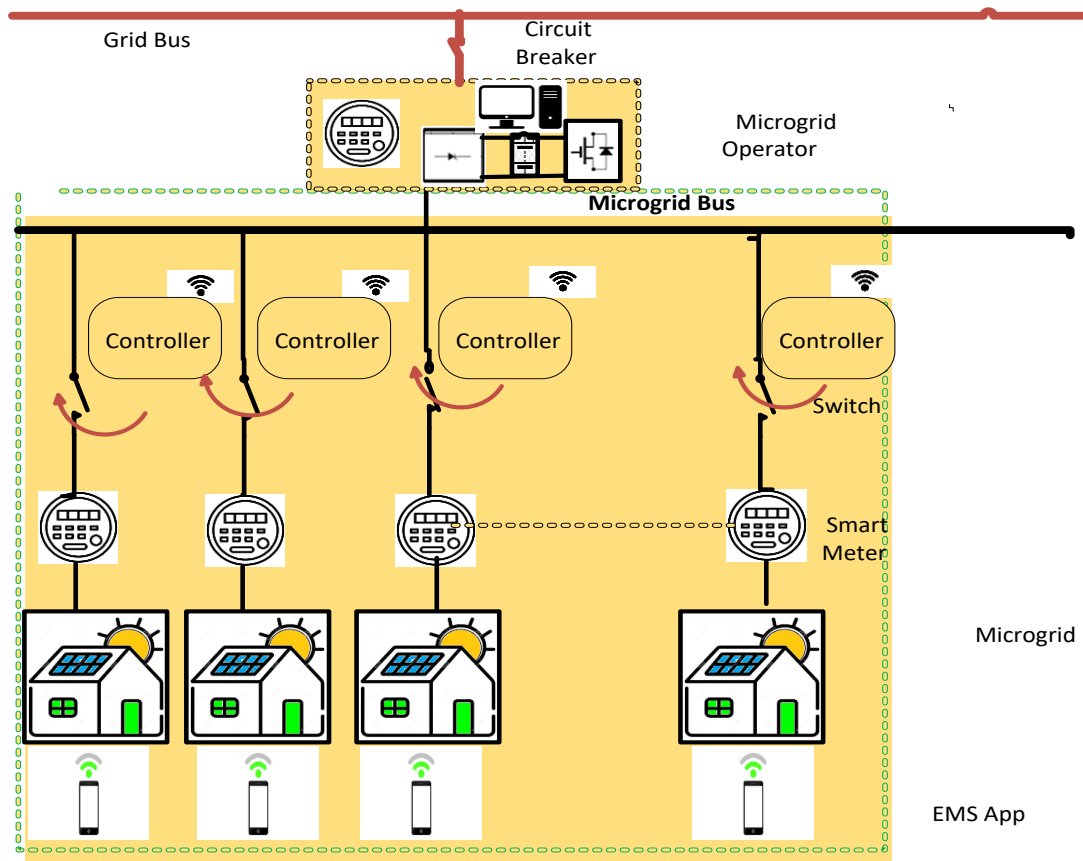 Grid Bus
Circuit
Breaker
Microgrid
Operator
Microgrid Bus
Controller
Controller
Controller
Controller
Switch
Smart
Meter
Microgrid
EMS App